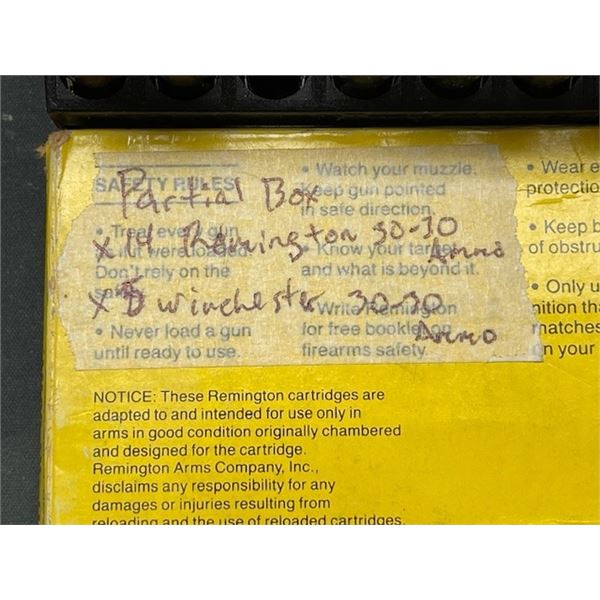 SAFETY RULES
Partial Box
x 14 Remington 30-30
Ammo
x 5 winchester 30-30
Ammo
• Treat every gun
were loaded.
Don't rely on the
• Never load a gun
until ready to use.
• Watch your muzzle.
Keep gun pointed
in safe direction.
• Know your target
and what is beyond it.
• Write Remington
for free booklet on
firearms safety.
• Wear e
protectio
• Keep b
of obstru
• Only u
nition tha
matches
on your
NOTICE: These Remington cartridges are
adapted to and intended for use only in
arms in good condition originally chambered
and designed for the cartridge.
Remington Arms Company, Inc.,
disclaims any responsibility for any
damages or injuries resulting from
reloading and the use of reloaded cartridges.